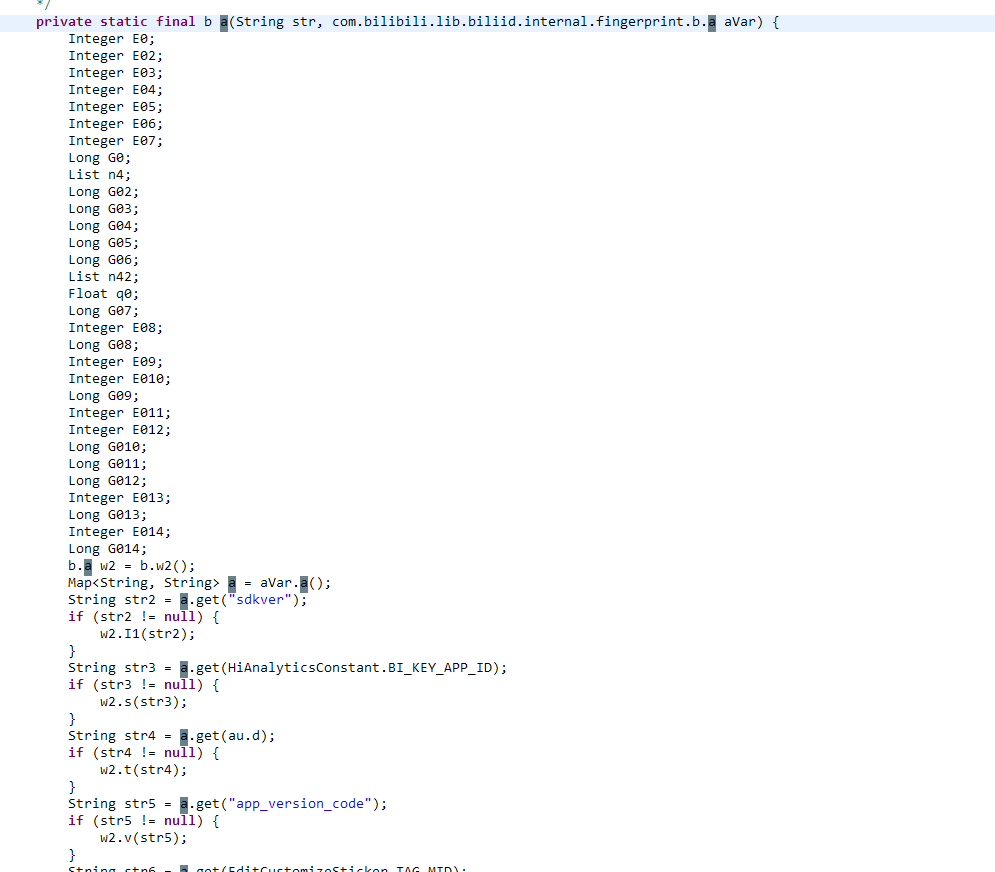 */
private static final b a(String str, com.bilibili.lib.biliid.internal.fingerprint.b.a aVar) {
Integer E0;
Integer E02;
Integer E03;
Integer E04;
Integer E05;
Integer E06;
Integer E07;
Long G0;
List n4;
Long G02;
Long G03;
Long G04;
Long G05;
Long G06;
List n42;
Float q0;
Long G07;
Integer E08;
Long G08;
Integer E09;
Integer E010;
Long G09;
Integer E011;
Integer E012;
Long G010;
Long G011;
Long G012;
Integer E013;
Long G013;
Integer E014;
Long G014;
b.a w2 = b.w2();
Map<String, String> a = aVar.a();
String str2 = a.get("sdkver");
if (str2 != null) {
w2.I1(str2);
}
String str3 = a.get(HiAnalyticsConstant.BI_KEY_APP_ID);
if (str3 != null) {
w2.s(str3);
}
String str4 = a.get(au.d);
if (str4 != null) {
w2.t(str4);
}
String str5 = a.get("app_version_code");
if (str5 != null) {
w2.v(str5);
}
String str6 = a.get(EditCustomizeSticker.TAG_MID);